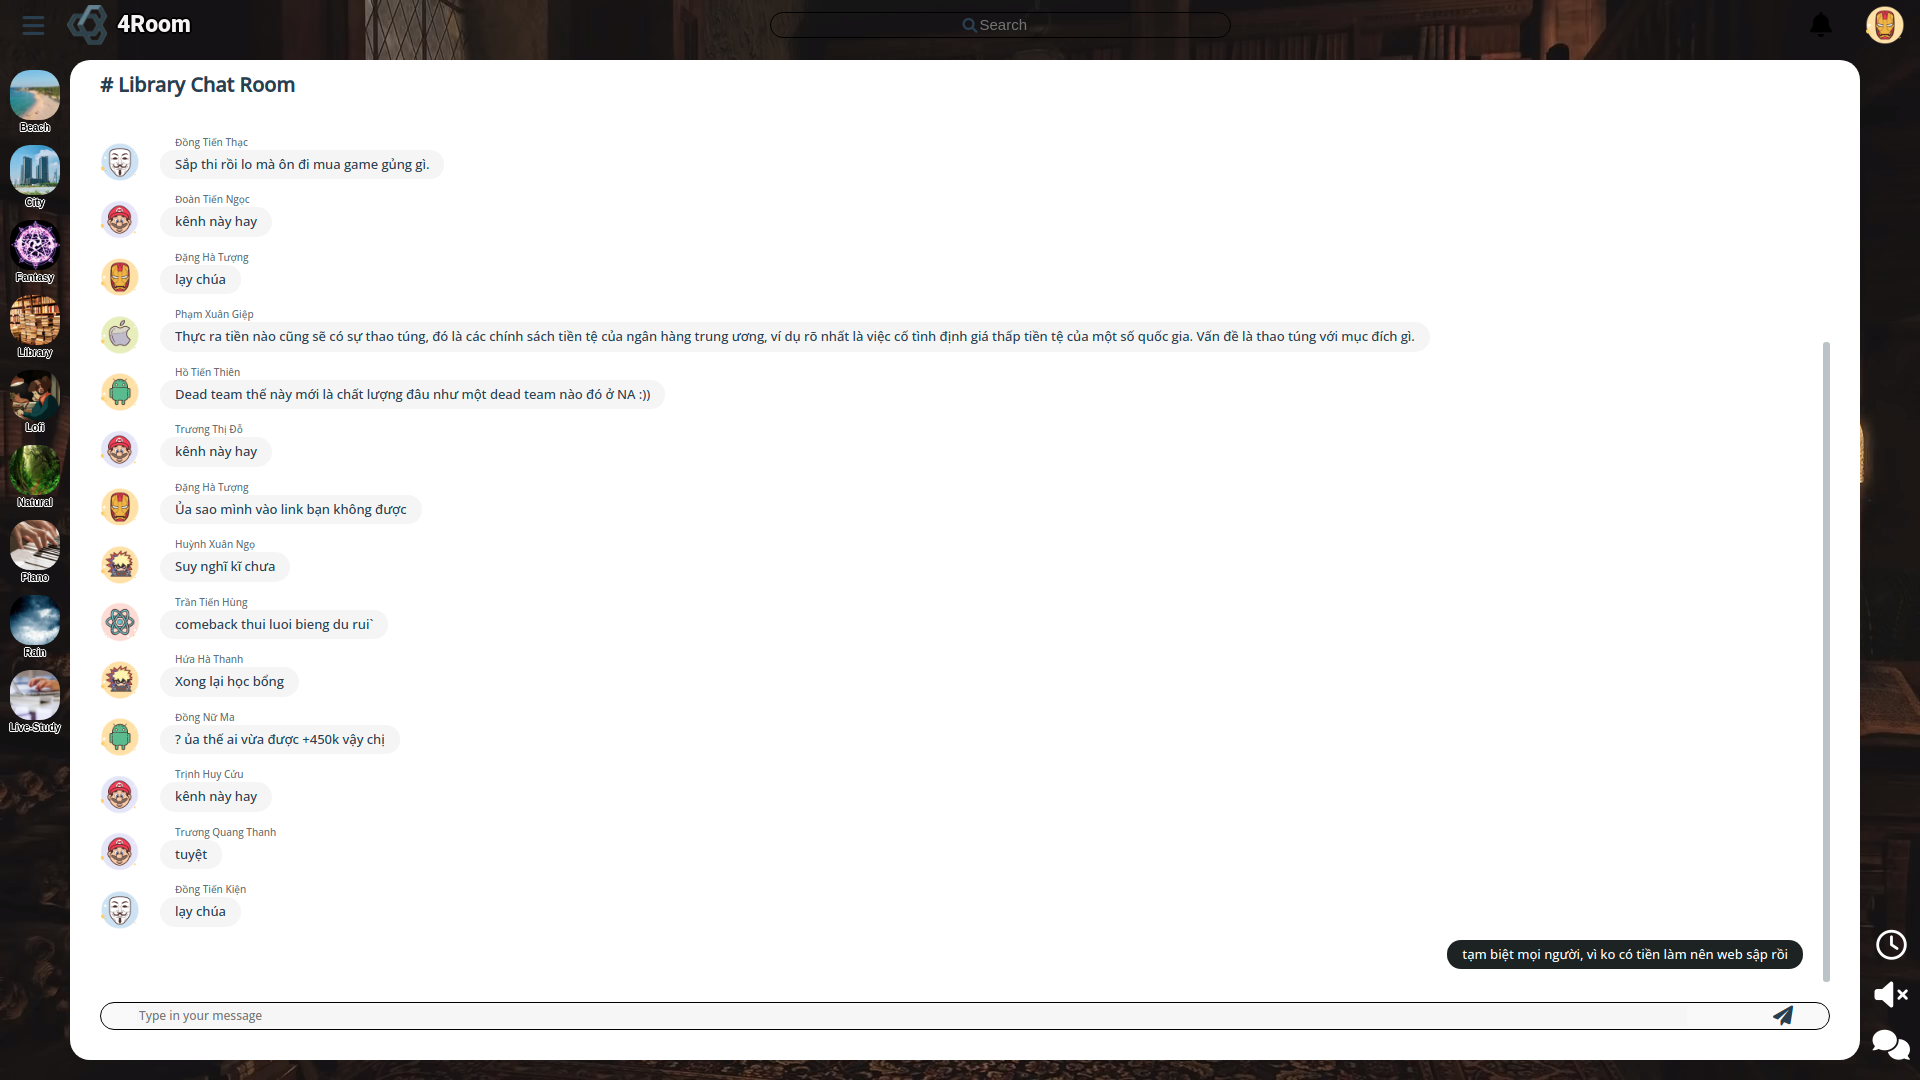 4Room
Search
Beach
City
Fantasy
Library
Lofi
Natural
Piano
Rain
Live-Study
# Library Chat Room
Đồng Tiến Thạc
Sắp thi rồi lo mà ôn đi mua game gủng gì.
Đoàn Tiến Ngọc
kênh này hay
Đặng Hà Tượng
lạy chúa
Phạm Xuân Giệp
Thực ra tiền nào cũng sẽ có sự thao túng, đó là các chính sách tiền tệ của ngân hàng trung ương, ví dụ rõ nhất là việc cố tình định giá thấp tiền tệ của một số quốc gia. Vấn đề là thao túng với mục đích gì.
Hồ Tiến Thiên
Dead team thế này mới là chất lượng đâu như một dead team nào đó ở NA :))
Trương Thị Đỗ
kênh này hay
Đặng Hà Tượng
Ủa sao mình vào link bạn không được
Huỳnh Xuân Ngọ
Suy nghĩ kĩ chưa
Trần Tiến Hùng
comeback thui luoi bieng du rui`
Hứa Hà Thanh
Xong lại học bổng
Đồng Nữ Ma
? ủa thế ai vừa được +450k vậy chị
Trịnh Huy Cửu
kênh này hay
Trương Quang Thanh
tuyệt
Đồng Tiến Kiện
lạy chúa
tạm biệt mọi người, vì ko có tiền làm nên web sập rồi
Type in your message